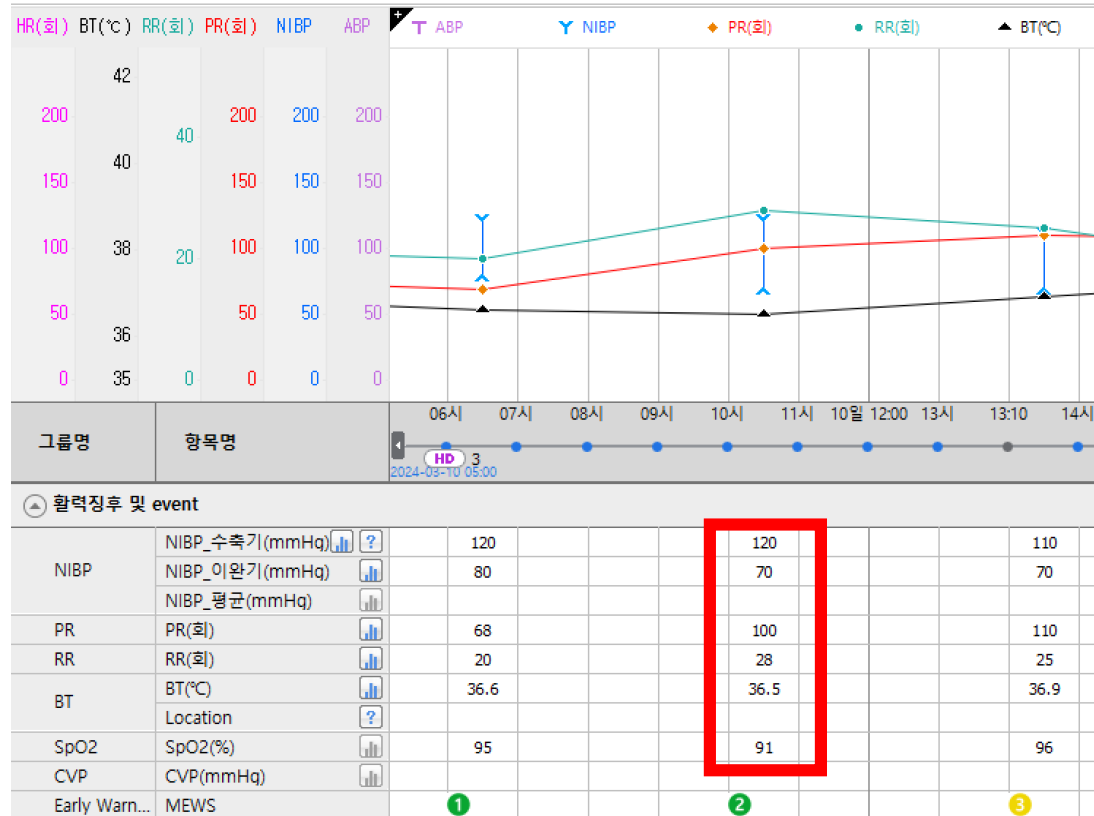 HR(회) BT(℃) RR(회) PR(회) NIBP ABP + ABP NIBP PR(회) RR(회) BT(℃)
42
200 200 200 200
40
40
150 150 150 150
100 38 20 100 100 100
50 50 50 50
36
0 35 0 0 0 0
06시 07시 08시 09시 10시 11시 10일 12:00 13시 13:10 14시
그룹명 항목명
HD 3
2024-03-10 05:00
활력징후 및 event
NIBP NIBP_수축기(mmHg) ? 120 120 110
NIBP_이완기(mmHg) 80 70 70
NIBP_평균(mmHg)
PR PR(회) 68 100 110
RR RR(회) 20 28 25
BT BT(℃) 36.6 36.5 36.9
Location ?
SpO2 SpO2(%) 95 91 96
CVP CVP(mmHg)
Early Warn... MEWS 1 2 3